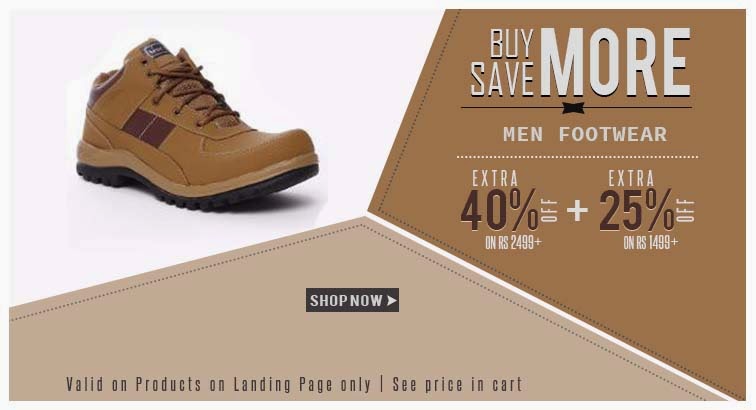 BUY
SAVE MORE
MEN FOOTWEAR
EXTRA
40% OFF
ON RS 2499+
+
EXTRA
25% OFF
ON RS 1499+
SHOP NOW
Valid on Products on Landing Page only | See price in cart